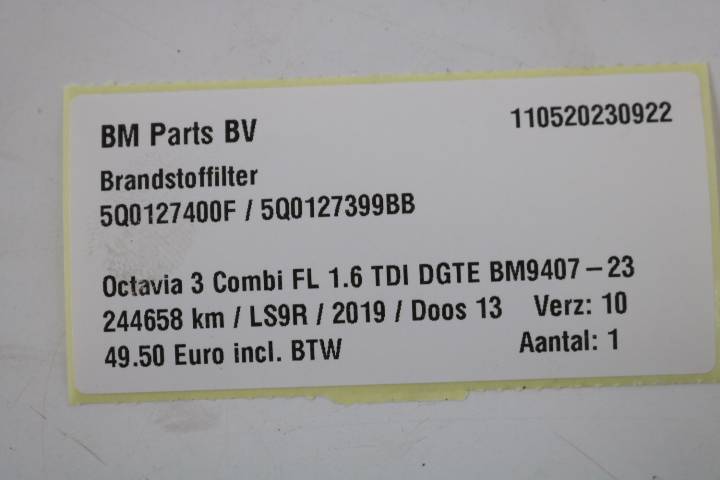 BM Parts BV 110520230922
Brandstoffilter
5Q0127400F / 5Q0127399BB
Octavia 3 Combi FL 1.6 TDI DGTE BM9407-23
244658 km / LS9R / 2019 / Doos 13 Verz: 10
49.50 Euro incl. BTW Aantal: 1